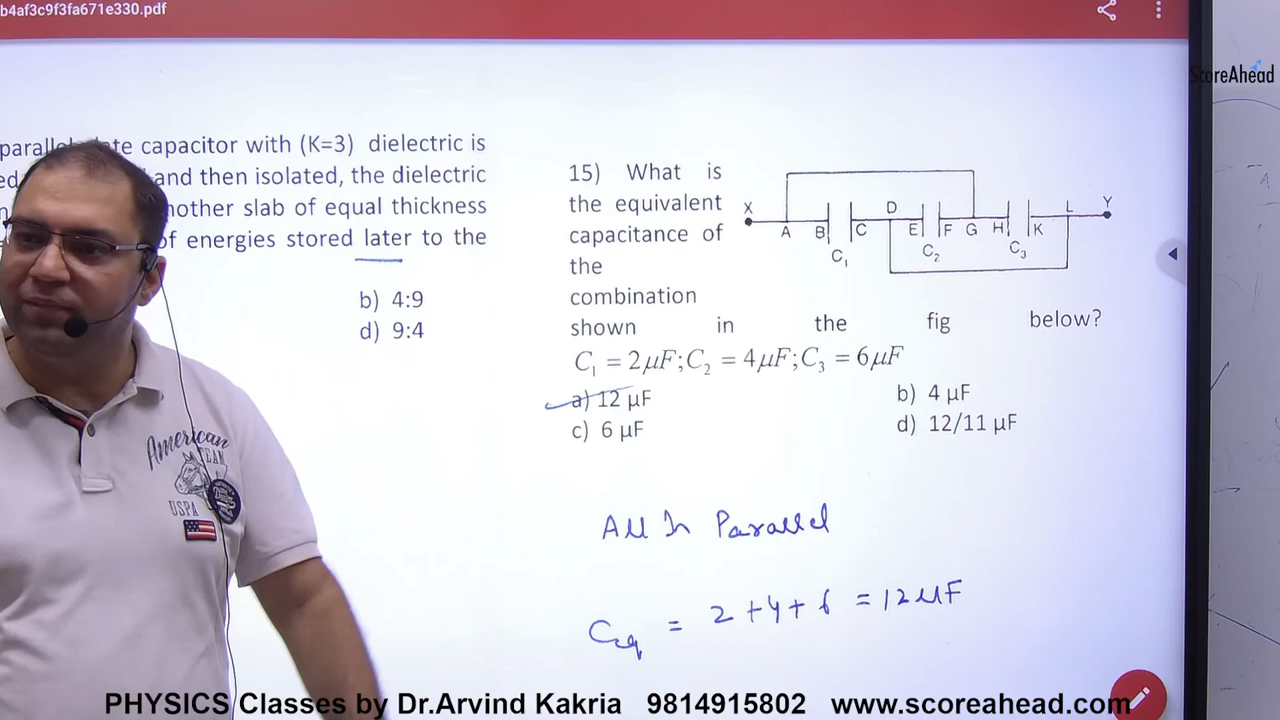 b4af3c9f3fa671e330.pdf
ScoreAhead
capacitor with (K=3) dielectric is
and then isolated, the dielectric
another slab of equal thickness
of energies stored later to the
b) 4:9
d) 9:4
15) What is
the equivalent
capacitance of
the
combination
shown in the fig below?
X A B C D E F G H K L Y
C₁ C₂ C₃
C₁ = 2μF; C₂ = 4μF; C₃ = 6μF
a) 12 μF b) 4 μF
c) 6 μF d) 12/11 μF
All In Parallel
Ceq = 2+4+6 = 12μF
American
TEAM
USPA
PHYSICS Classes by Dr.Arvind Kakria 9814915802 www.scoreahead.com